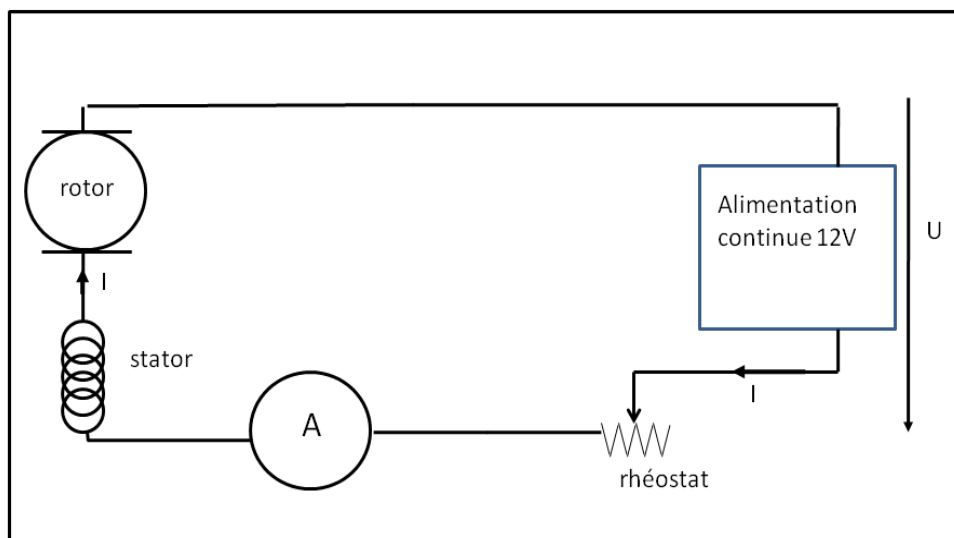 rotor
Alimentation
continue 12V
U
I
stator
I
A
rhéostat